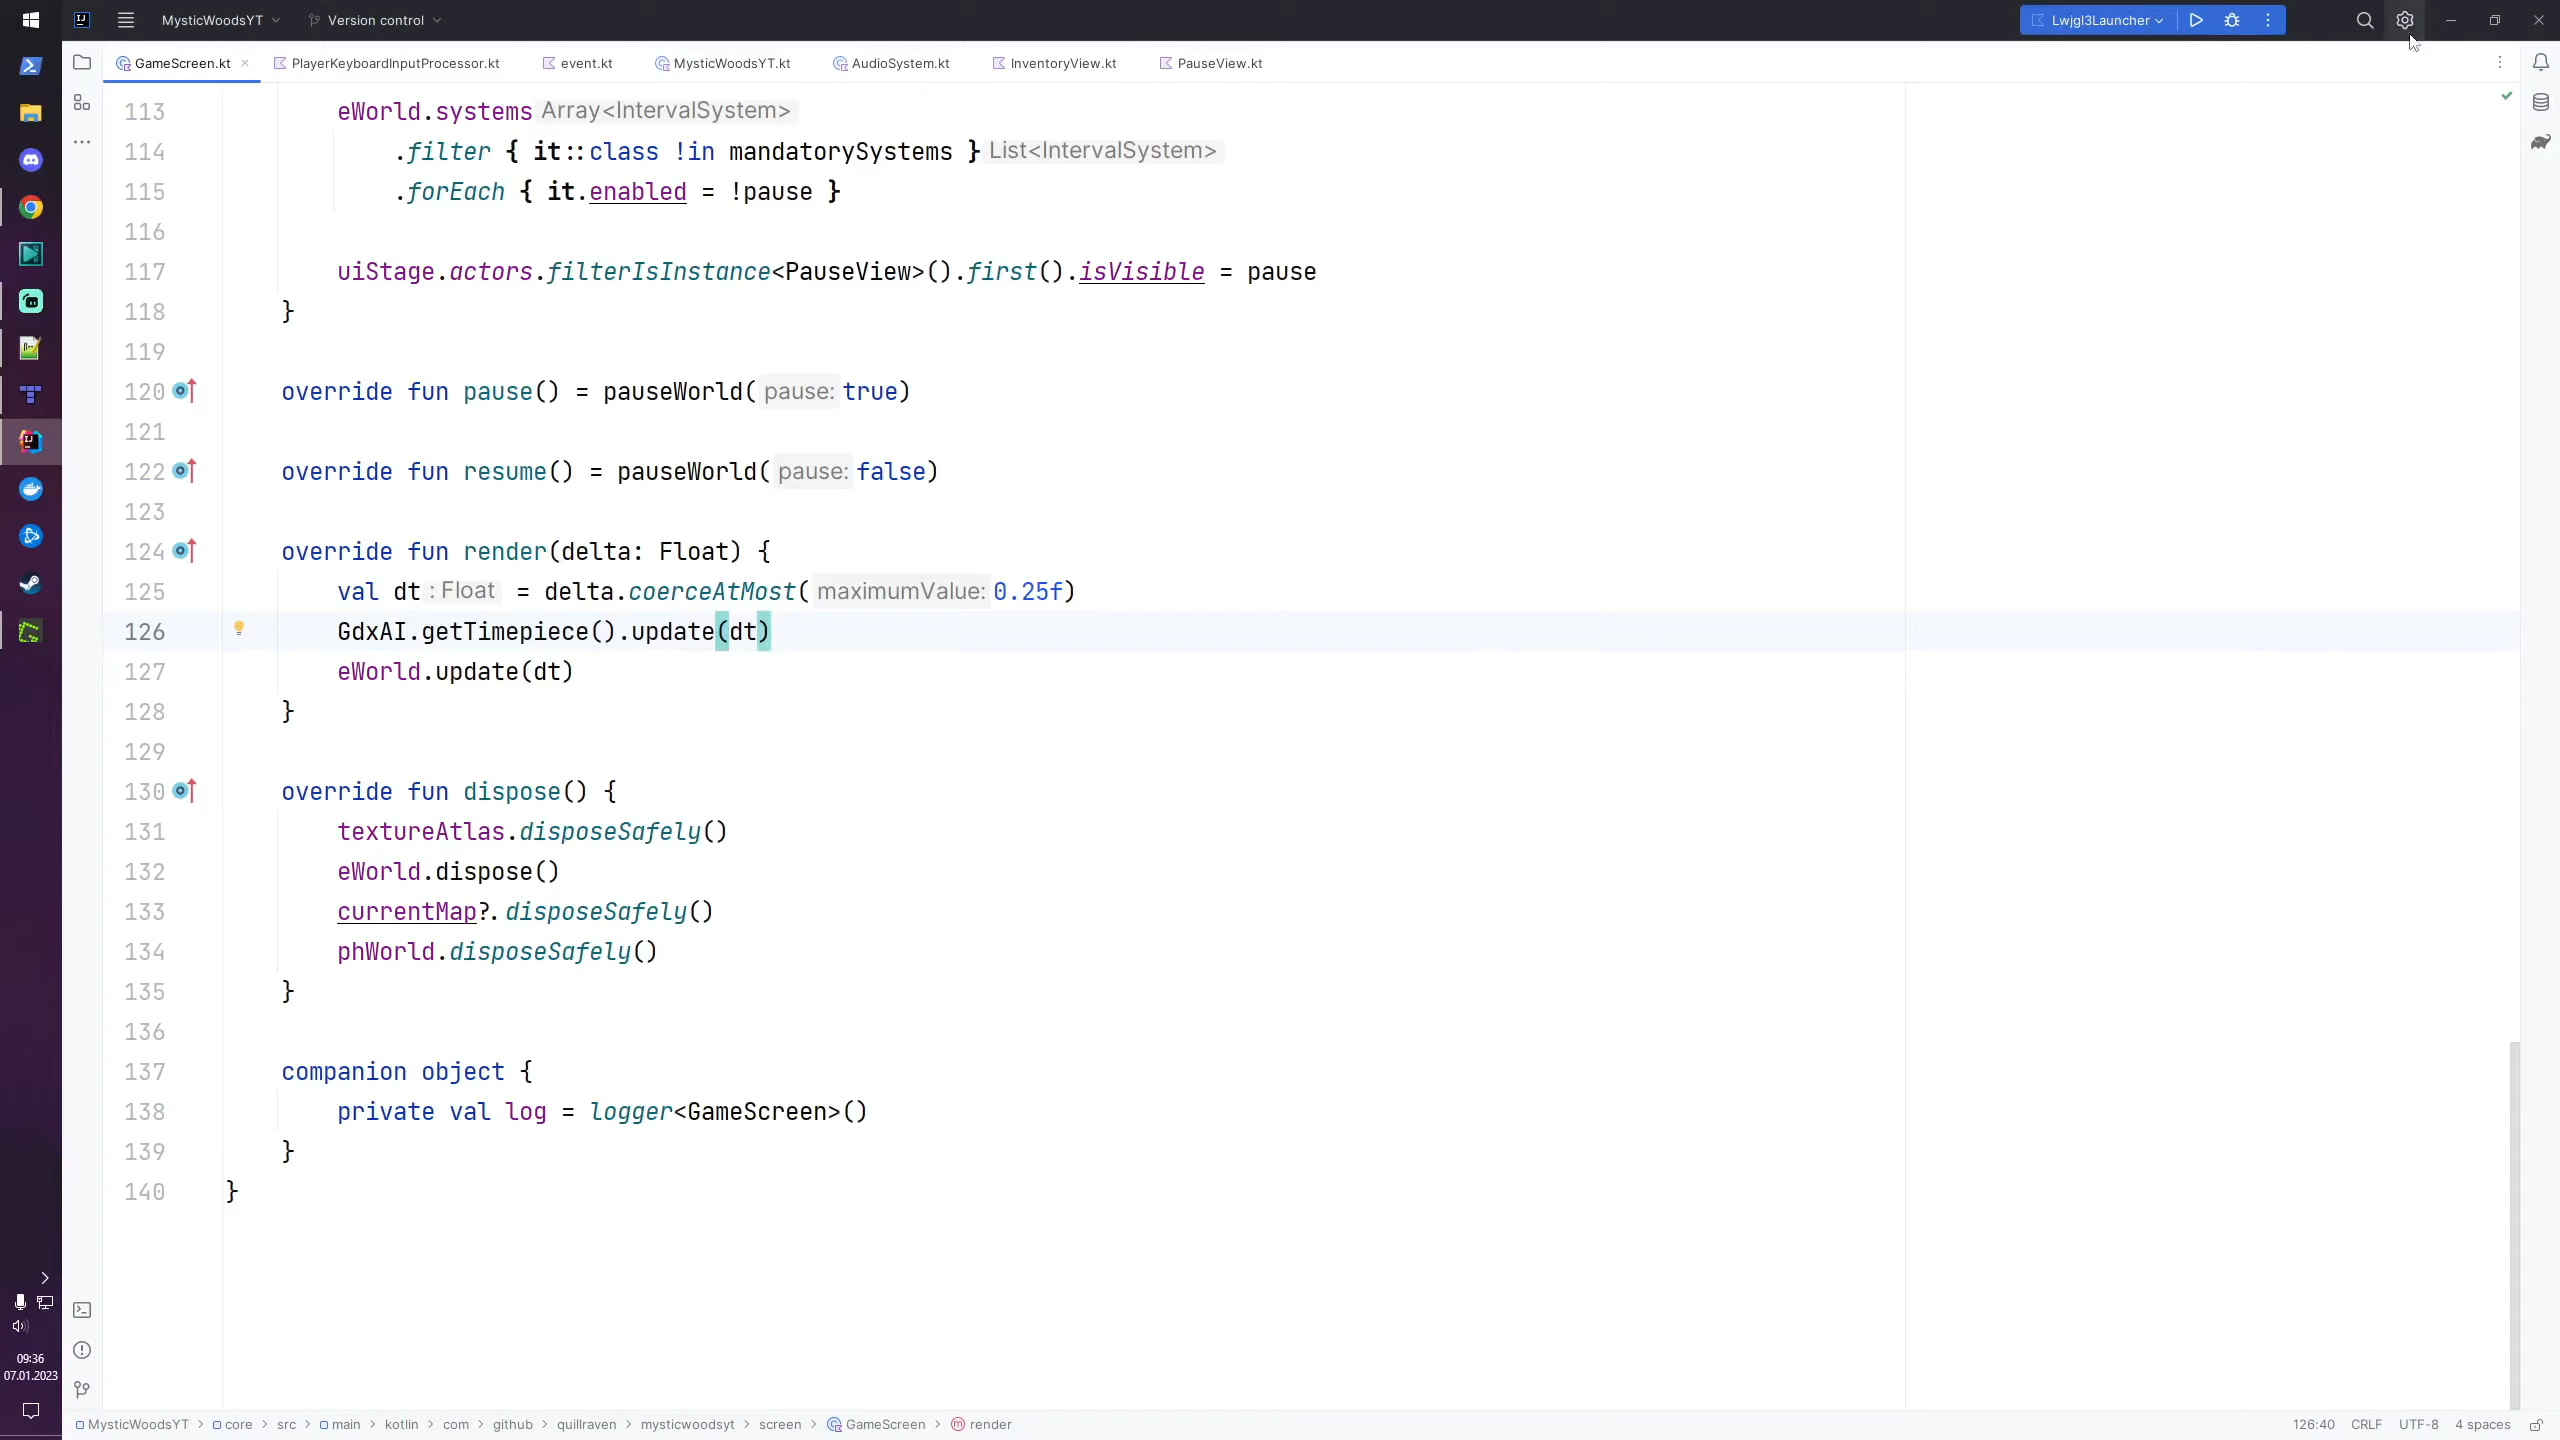 MysticWoodsYT
Version control
Lwjgl3Launcher
GameScreen.kt
PlayerKeyboardInputProcessor.kt
event.kt
MysticWoodsYT.kt
AudioSystem.kt
InventoryView.kt
PauseView.kt
113 eWorld.systems Array<IntervalSystem>
114 .filter { it::class !in mandatorySystems } List<IntervalSystem>
115 .forEach { it.enabled = !pause }
116
117 uiStage.actors.filterIsInstance<PauseView>().first().isVisible = pause
118 }
119
120 override fun pause() = pauseWorld( pause: true)
121
122 override fun resume() = pauseWorld( pause: false)
123
124 override fun render(delta: Float) {
125 val dt : Float = delta.coerceAtMost( maximumValue: 0.25f)
126 GdxAI.getTimepiece().update(dt)
127 eWorld.update(dt)
128 }
129
130 override fun dispose() {
131 textureAtlas.disposeSafely()
132 eWorld.dispose()
133 currentMap?.disposeSafely()
134 phWorld.disposeSafely()
135 }
136
137 companion object {
138 private val log = logger<GameScreen>()
139 }
140 }
09:36
07.01.2023
MysticWoodsYT > core > src > main > kotlin > com > github > quillraven > mysticwoodsyt > screen > GameScreen > render
126:40 CRLF UTF-8 4 spaces